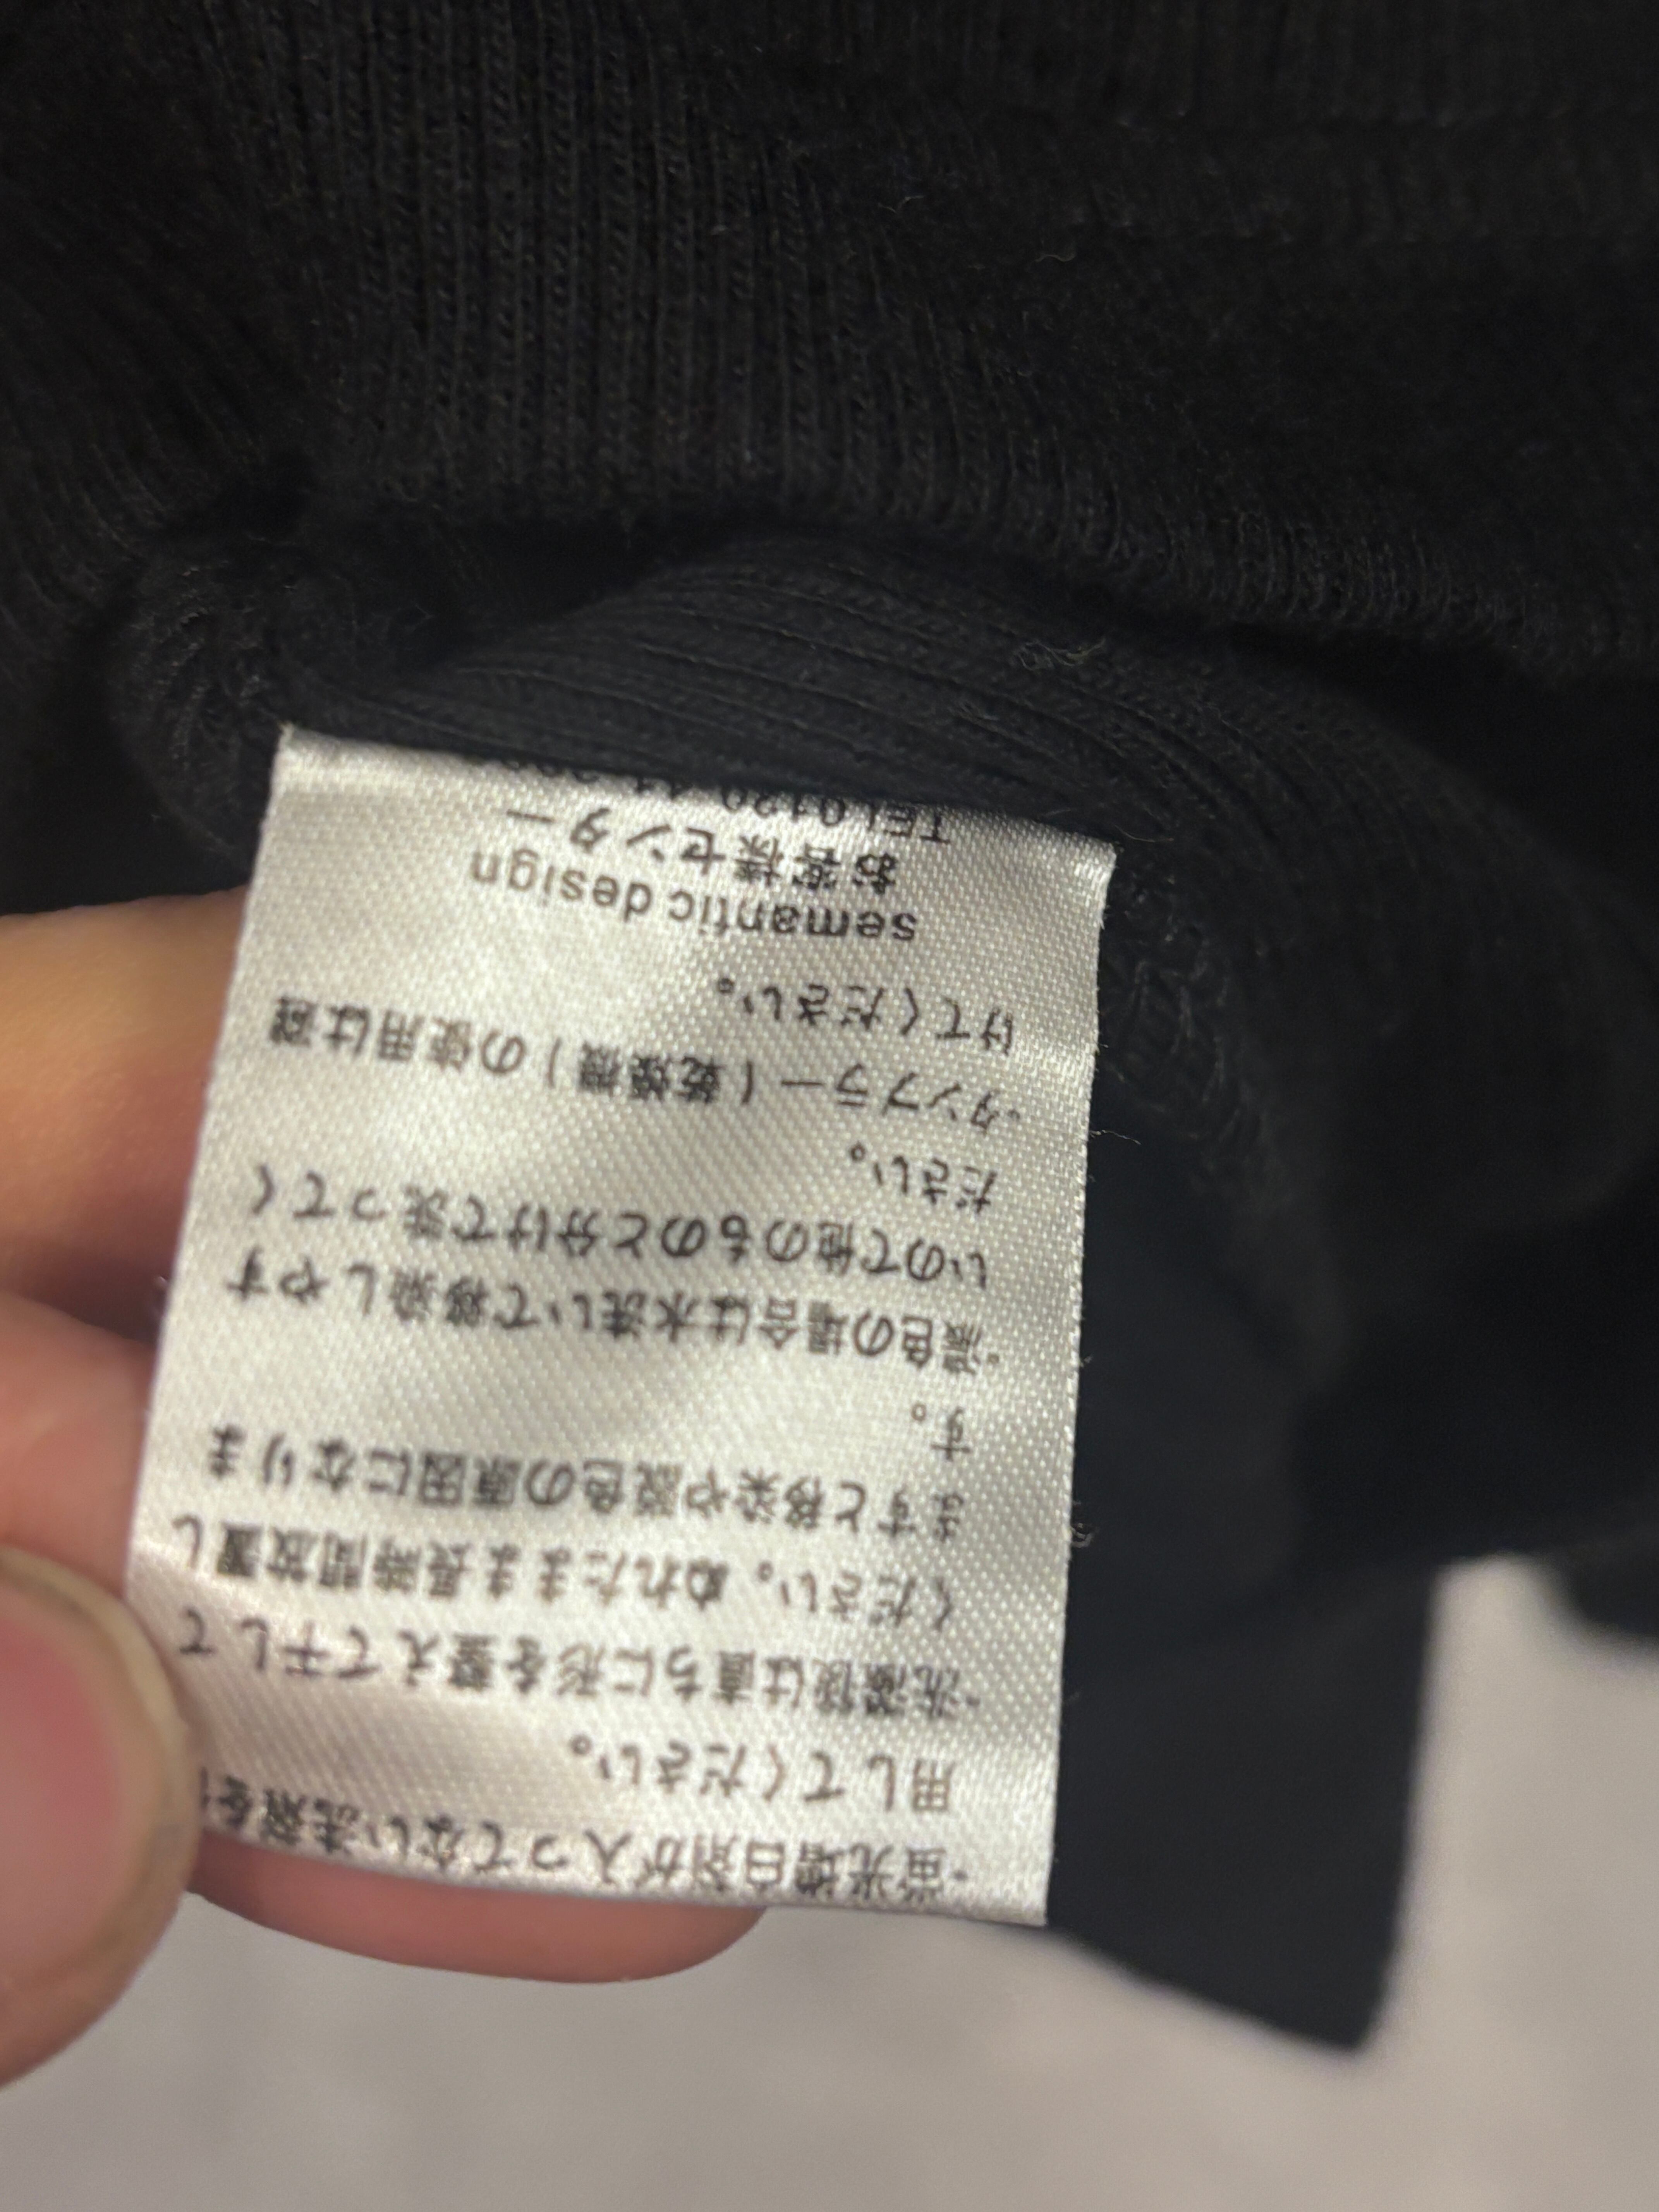 ・蛍光増白剤が入ってない洗剤を
用してください。
・洗濯後は直ちに形を整えて干して
ください。ぬれたまま長時間放置し
ますと移染や脱色の原因になりま
す。
・濃色の場合は水洗いで移染しやす
いので他のものと分けて洗ってく
ださい。
・タンブラー(乾燥機)の使用は避
けてください。
semantic design
お客様センター
TEL0120